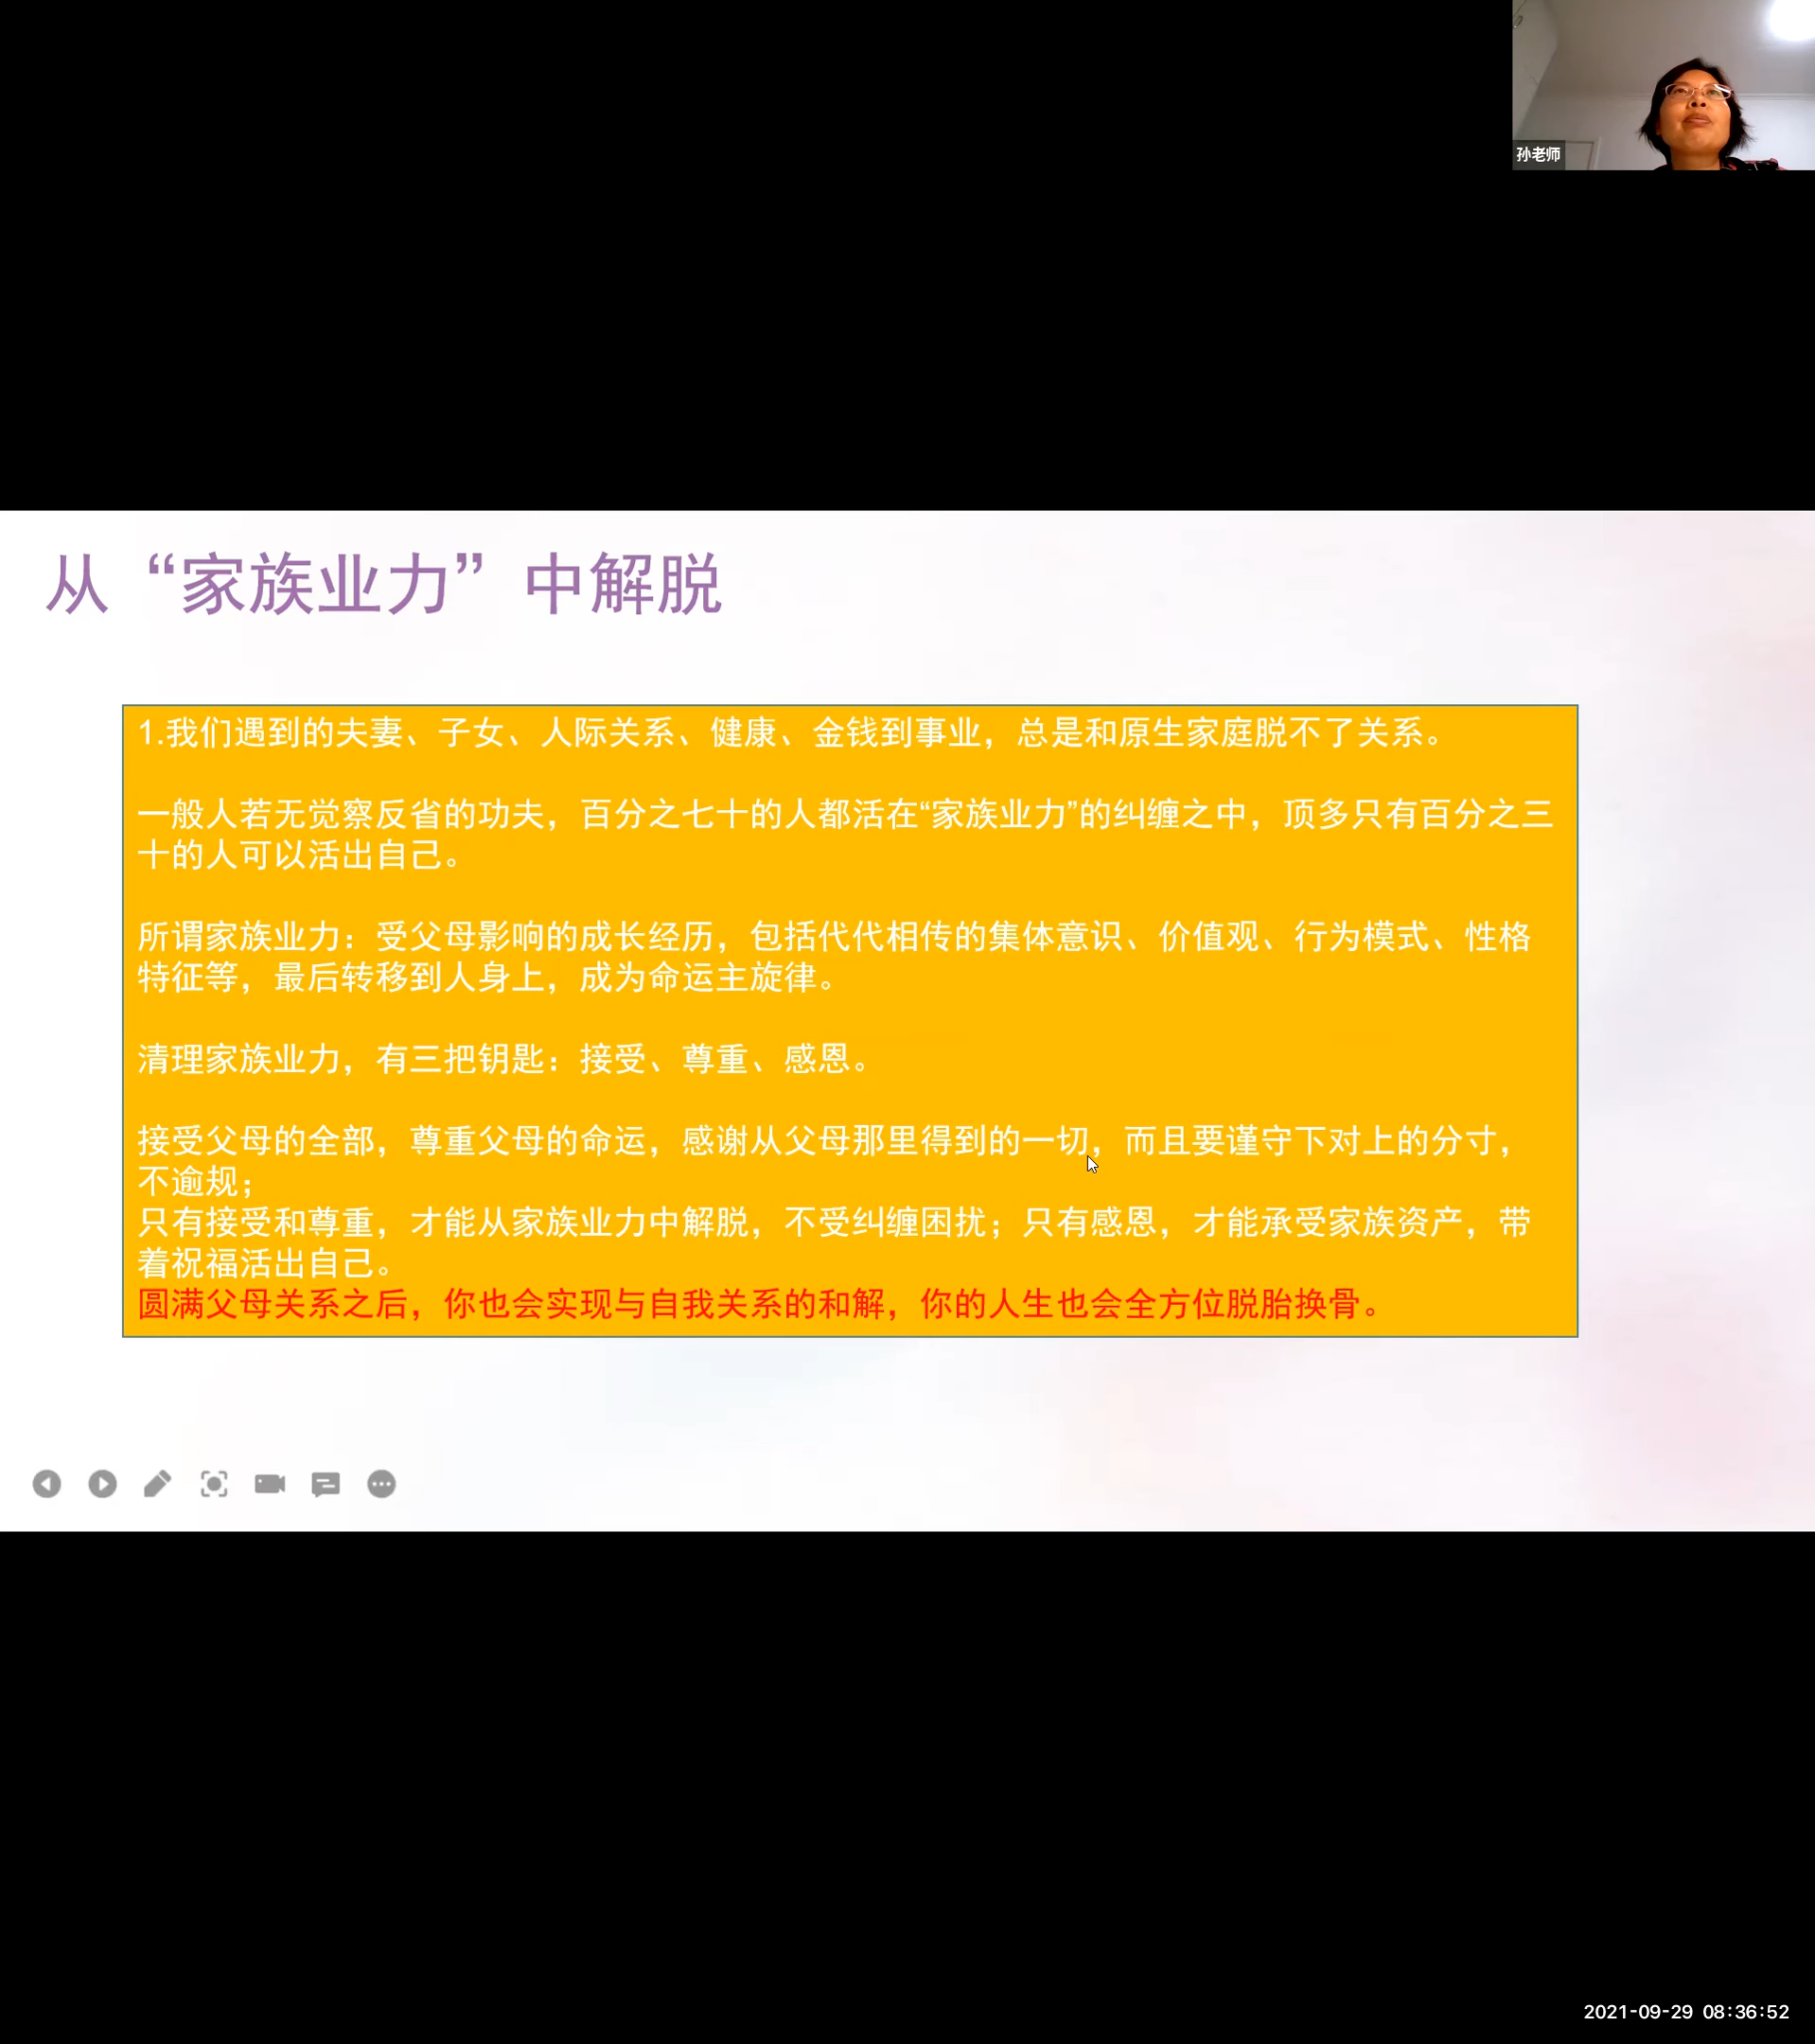 孙老师
从“家族业力”中解脱
1.我们遇到的夫妻、子女、人际关系、健康、金钱到事业，总是和原生家庭脱不了关系。
一般人若无觉察反省的功夫，百分之七十的人都活在“家族业力”的纠缠之中，顶多只有百分之三
十的人可以活出自己。
所谓家族业力：受父母影响的成长经历，包括代代相传的集体意识、价值观、行为模式、性格
特征等，最后转移到人身上，成为命运主旋律。
清理家族业力，有三把钥匙：接受、尊重、感恩。
接受父母的全部，尊重父母的命运，感谢从父母那里得到的一切，而且要谨守下对上的分寸，
不逾规；
只有接受和尊重，才能从家族业力中解脱，不受纠缠困扰；只有感恩，才能承受家族资产，带
着祝福活出自己。
圆满父母关系之后，你也会实现与自我关系的和解，你的人生也会全方位脱胎换骨。
2021-09-29 08:36:52